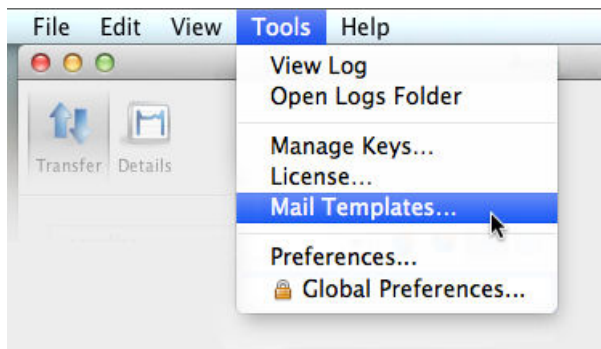 File Edit View Tools Help
View Log
Open Logs Folder
Transfer Details
Manage Keys...
License...
Mail Templates...
Preferences...
Global Preferences...